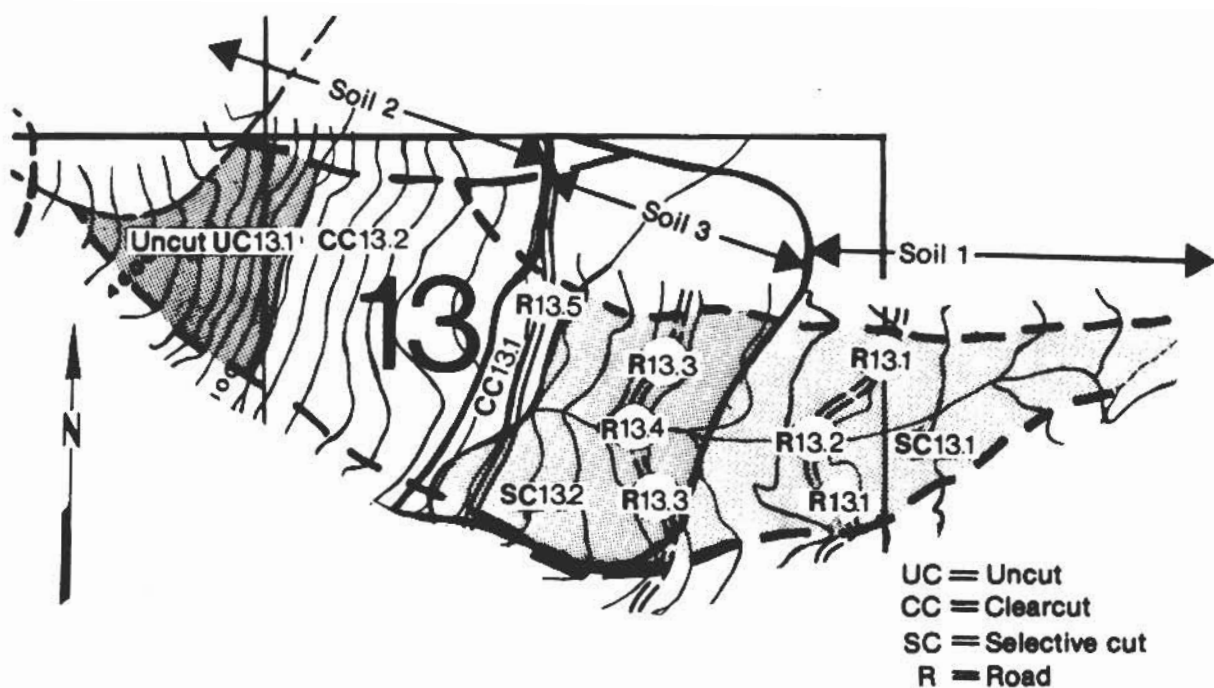 Soil 2
Soil 3
Soil 1
Uncut UC13.1
CC13.2
13
R13.5
CC13.1
R13.3
R13.1
R13.4
R13.2
SC13.1
SC13.2
R13.3
R13.1
N
UC = Uncut
CC = Clearcut
SC = Selective cut
R = Road